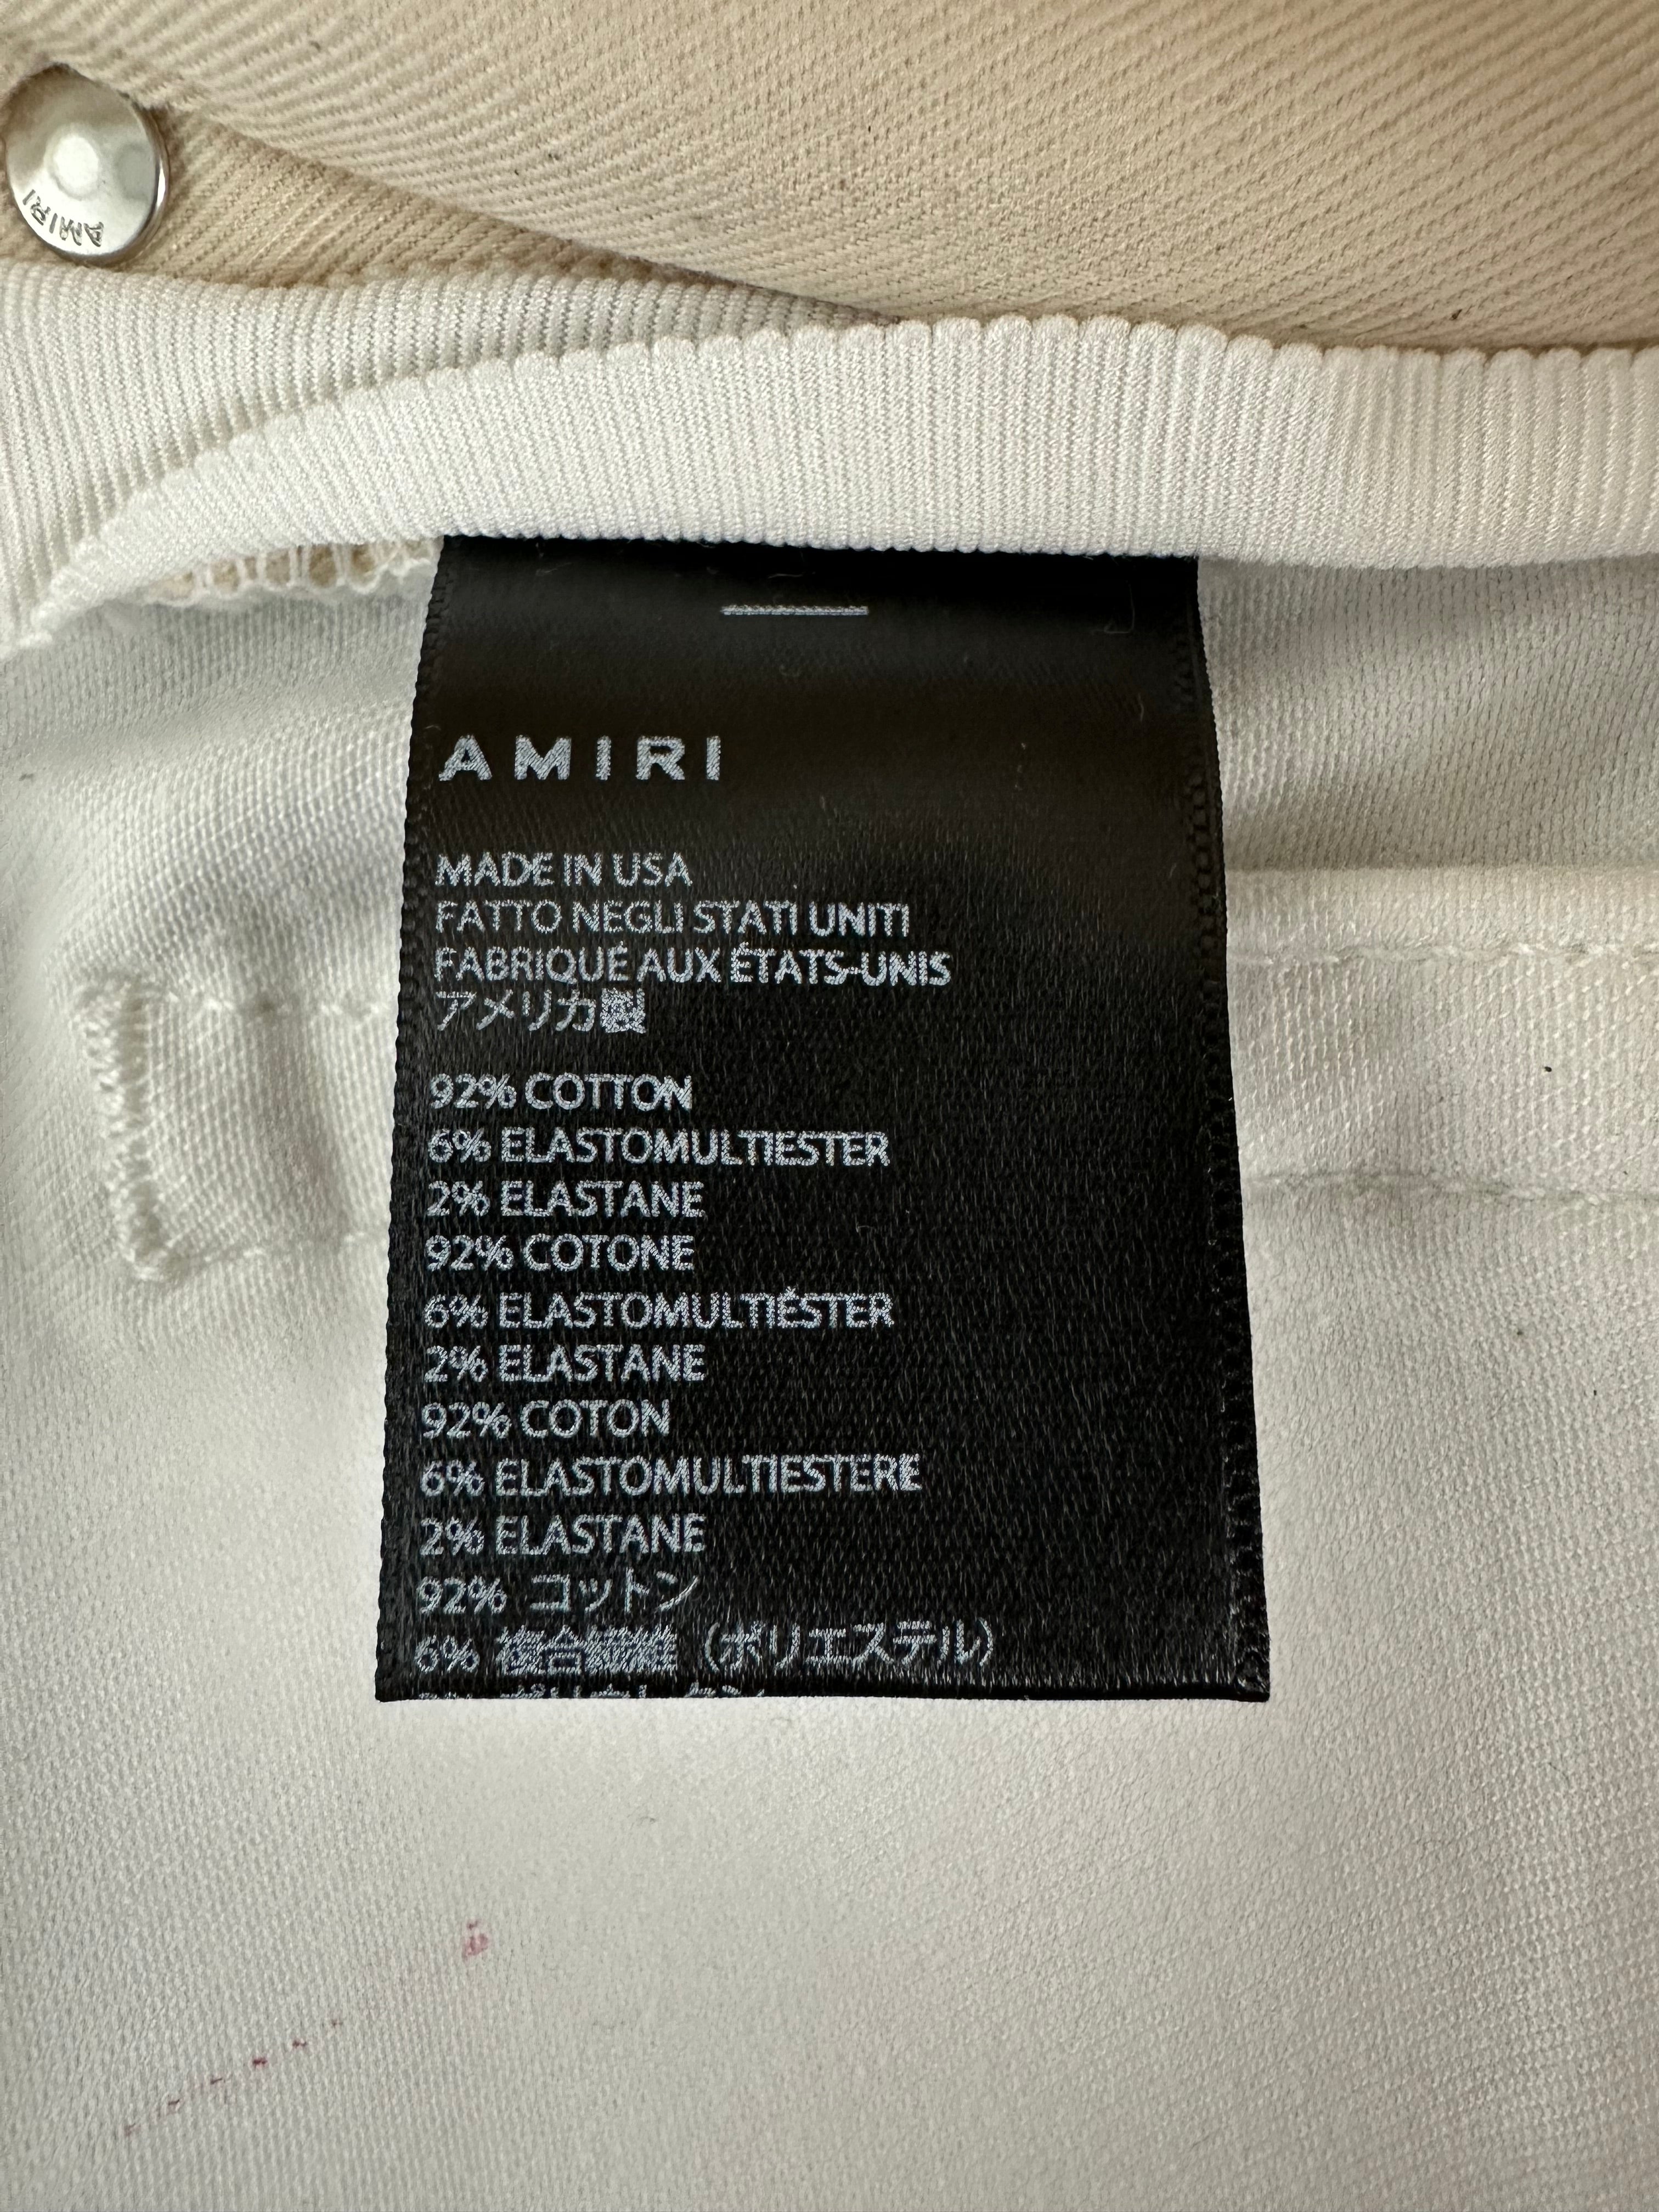 AMIRI
AMIRI
MADE IN USA
FATTO NEGLI STATI UNITI
FABRIQUÉ AUX ÉTATS-UNIS
アメリカ製
92% COTTON
6% ELASTOMULTIESTER
2% ELASTANE
92% COTONE
6% ELASTOMULTIÉSTER
2% ELASTANE
92% COTON
6% ELASTOMULTIESTERE
2% ELASTANE
92% コットン
6% 複合繊維（ポリエステル）